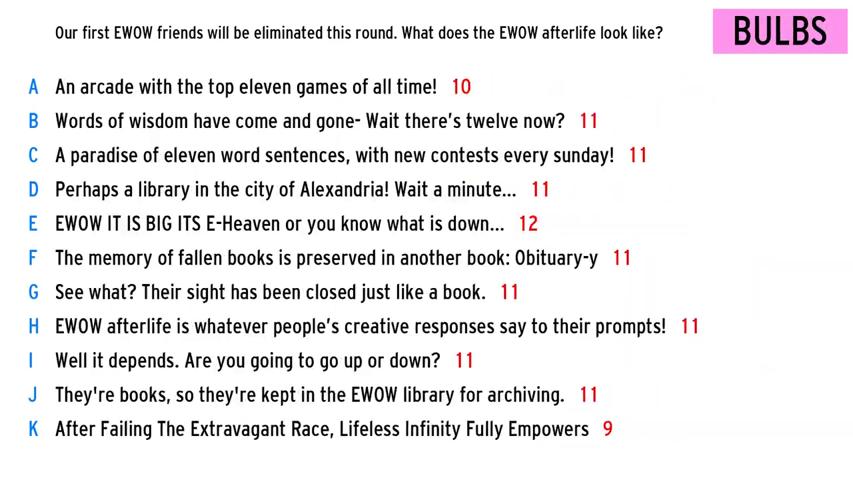 Our first EWOW friends will be eliminated this round. What does the EWOW afterlife look like?
BULBS
A An arcade with the top eleven games of all time! 10
B Words of wisdom have come and gone- Wait there's twelve now? 11
C A paradise of eleven word sentences, with new contests every sunday! 11
D Perhaps a library in the city of Alexandria! Wait a minute... 11
E EWOW IT IS BIG ITS E-Heaven or you know what is down... 12
F The memory of fallen books is preserved in another book: Obituary-y 11
G See what? Their sight has been closed just like a book. 11
H EWOW afterlife is whatever people's creative responses say to their prompts! 11
I Well it depends. Are you going to go up or down? 11
J They're books, so they're kept in the EWOW library for archiving. 11
K After Failing The Extravagant Race, Lifeless Infinity Fully Empowers 9